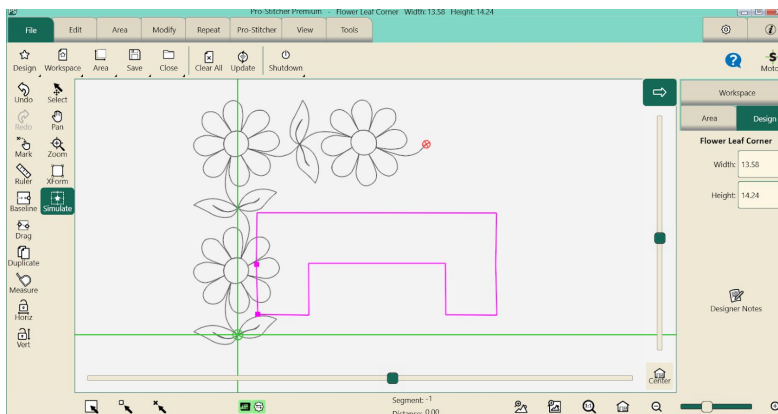 Pro-Stitcher Premium - Flower Leaf Corner Width: 13.58 Height: 14.24
File Edit Area Modify Repeat Pro-Stitcher View Tools
Design Workspace Area Save Close Clear All Update Shutdown
Undo Select
Redo Pan
Mark Zoom
Ruler XForm
Baseline Simulate
Drag
Duplicate
Measure
Horiz
Vert
Workspace
Area Design
Flower Leaf Corner
Width: 13.58
Height: 14.24
Designer Notes
Center
Segment: -1
Distance: 0.00
1:1